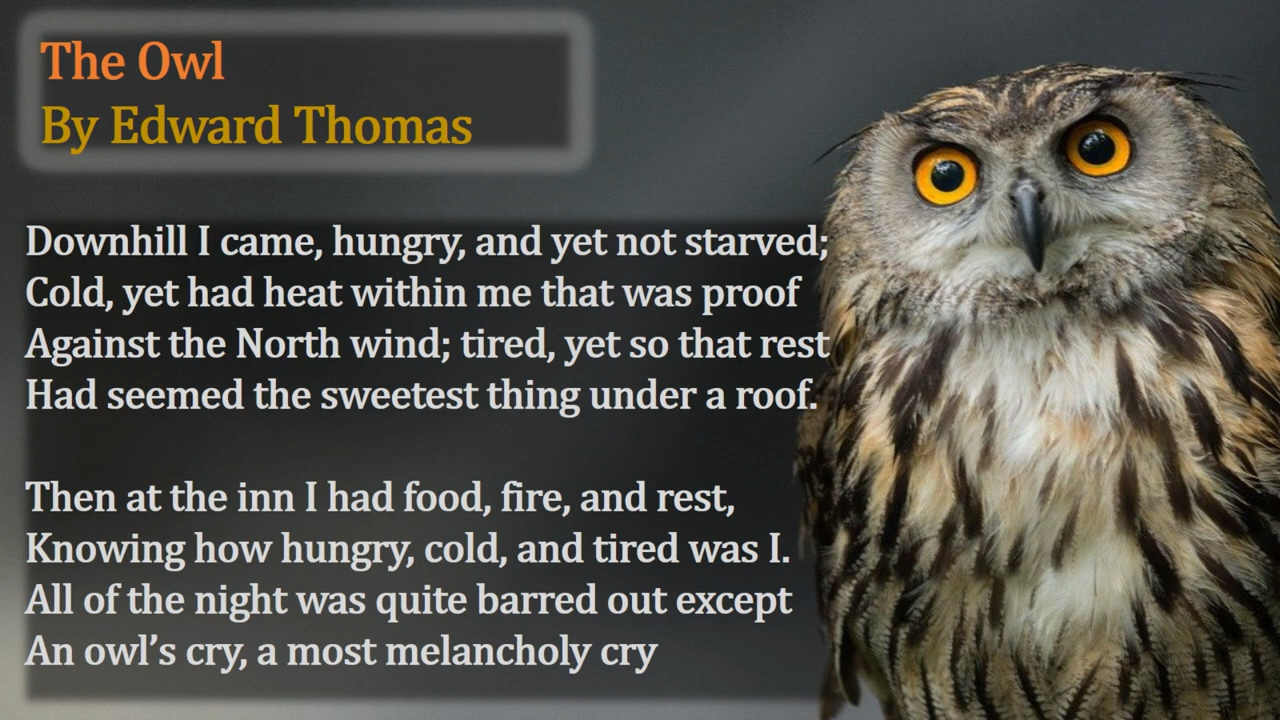 The Owl
By Edward Thomas
Downhill I came, hungry, and yet not starved;
Cold, yet had heat within me that was proof
Against the North wind; tired, yet so that rest
Had seemed the sweetest thing under a roof.
Then at the inn I had food, fire, and rest,
Knowing how hungry, cold, and tired was I.
All of the night was quite barred out except
An owl’s cry, a most melancholy cry